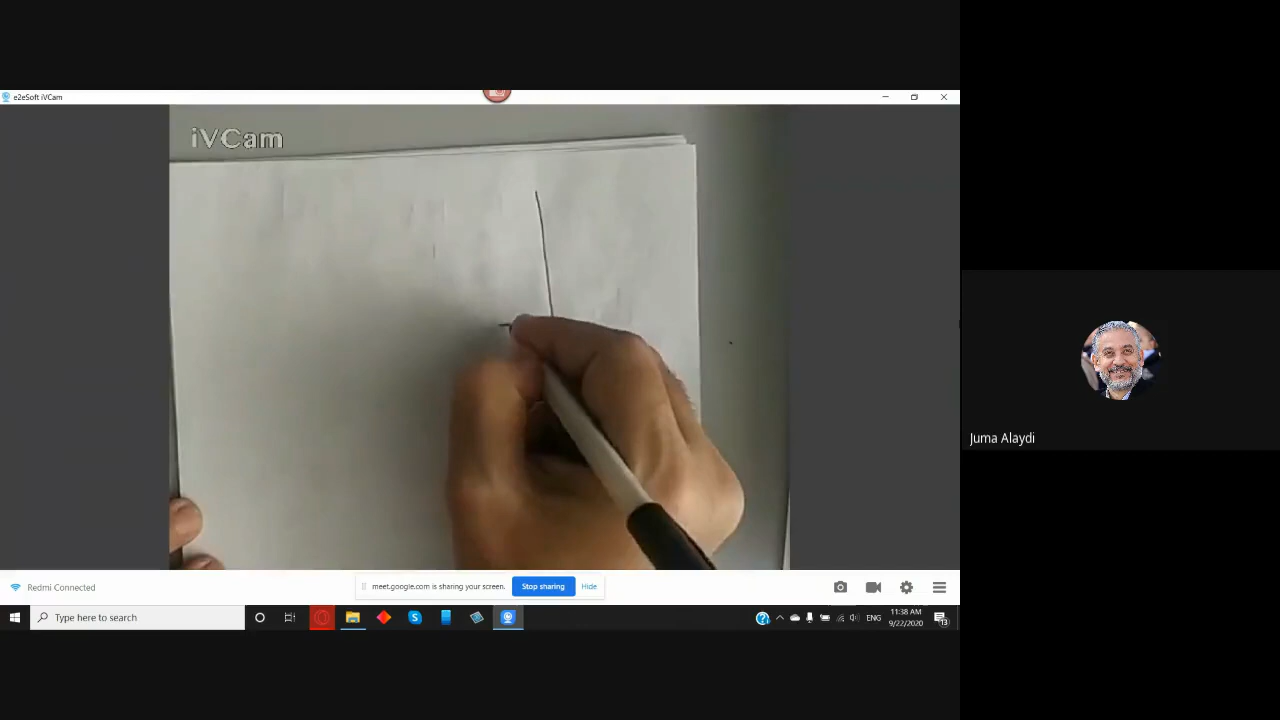 e2eSoft iVCam
iVCam
Juma Alaydi
Redmi Connected
meet.google.com is sharing your screen.
Stop sharing
Hide
Type here to search
ENG
11:38 AM
9/22/2020
13